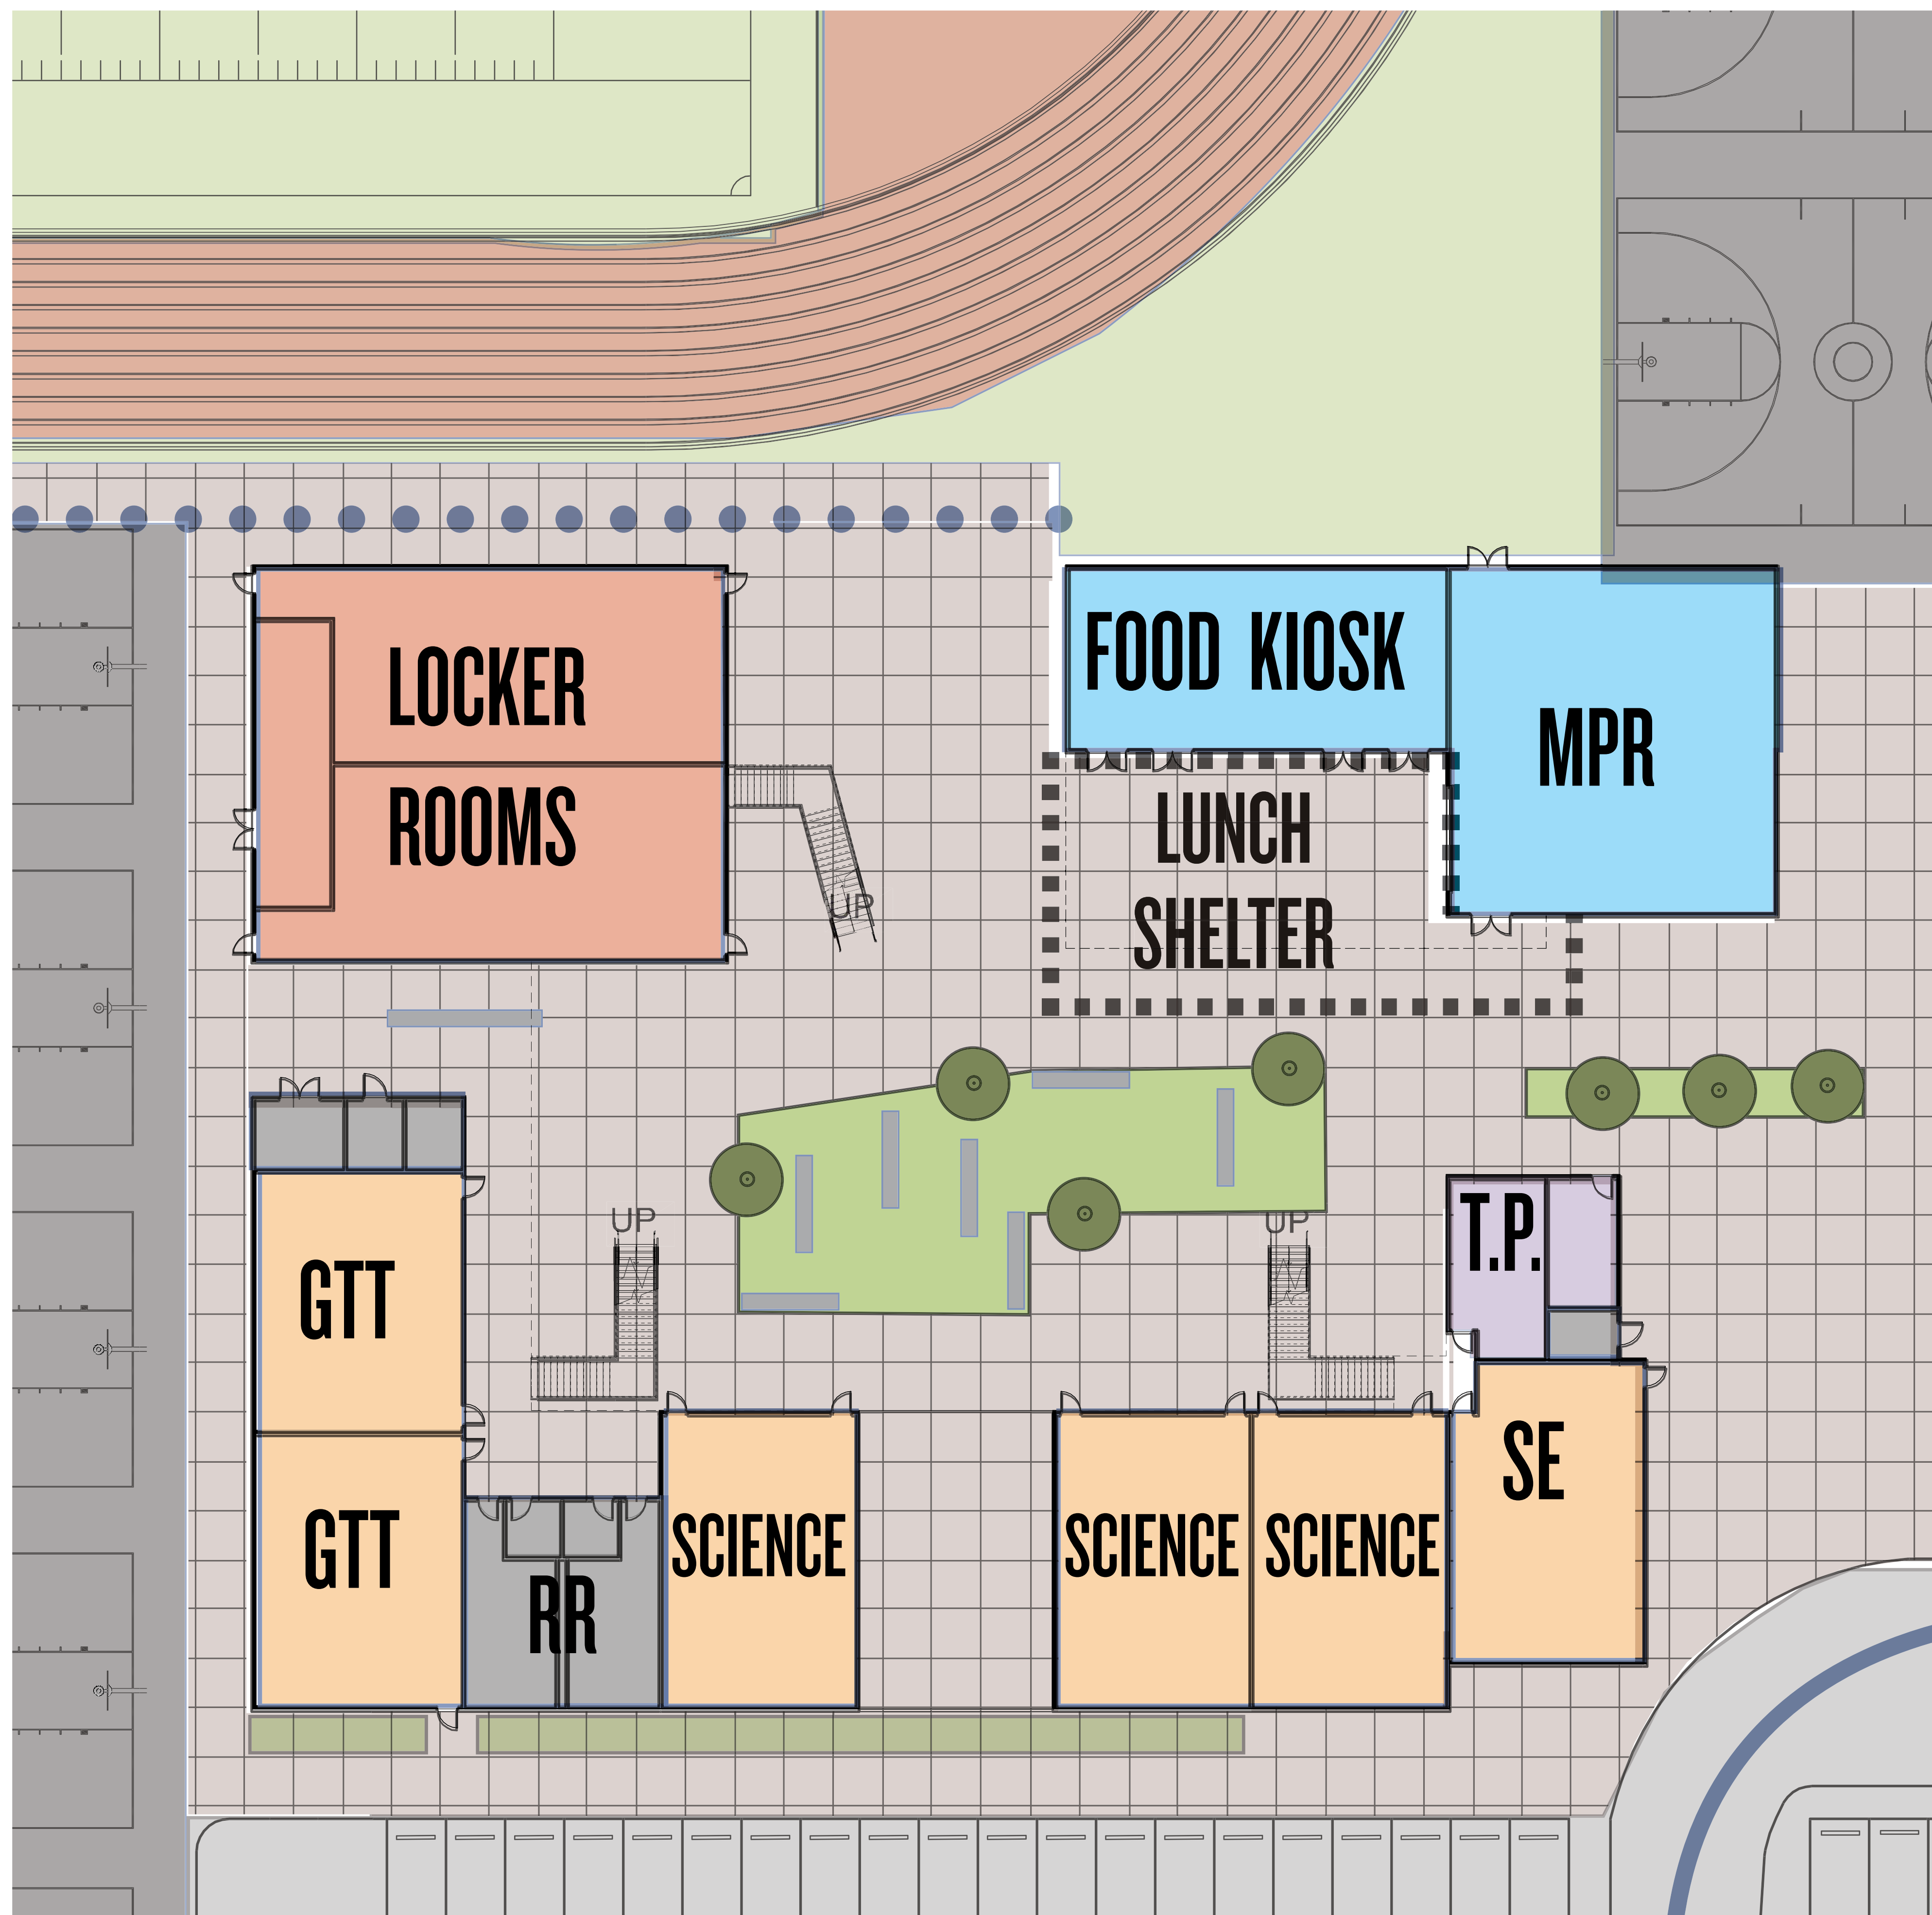 FOOD KIOSK
LOCKER
ROOMS
MPR
LUNCH
SHELTER
UP
UP
UP
T.P.
GTT
SE
GTT
SCIENCE
SCIENCE
SCIENCE
RR